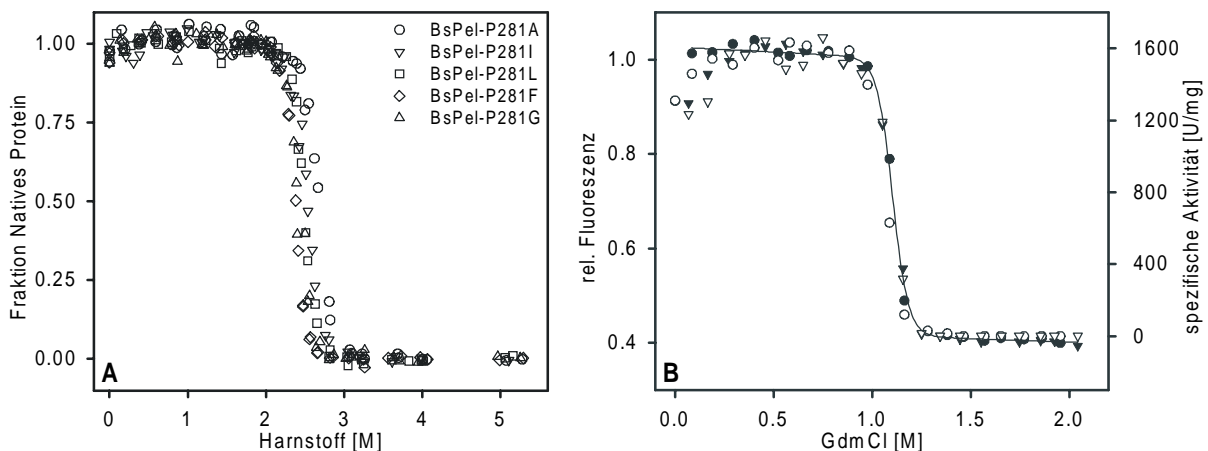 1.00
0.75
0.50
0.25
0.00
Fraktion Natives Protein
BsPel-P281A
BsPel-P281I
BsPel-P281L
BsPel-P281F
BsPel-P281G
A
0 1 2 3 4 5
Harnstoff [M]
1.0
0.8
0.6
0.4
rel. Fluoreszenz
1600
1200
800
400
0
spezifische Aktivität [U/mg]
B
0.0 0.5 1.0 1.5 2.0
GdmCl [M]